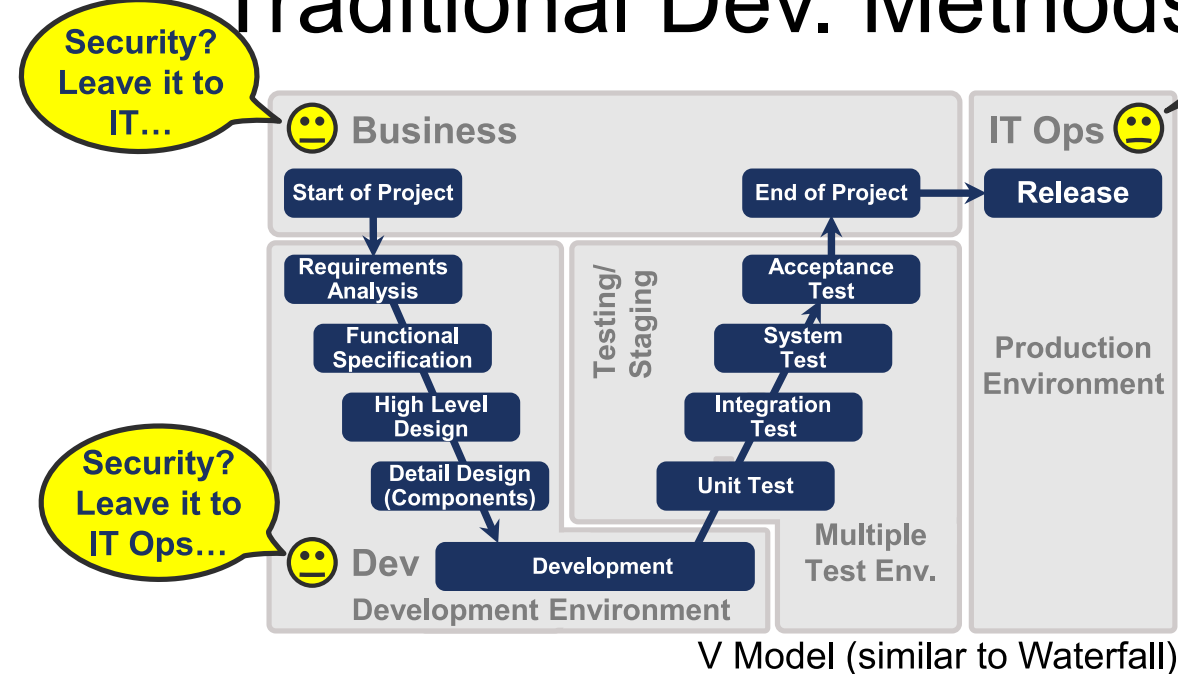 Traditional Dev. Methods
Security?
Leave it to
IT…
Business
IT Ops
Start of Project
End of Project
Release
Requirements
Analysis
Acceptance
Test
Testing/
Staging
Functional
Specification
System
Test
Production
Environment
High Level
Design
Integration
Test
Security?
Leave it to
IT Ops…
Detail Design
(Components)
Unit Test
Multiple
Test Env.
Dev
Development
Development Environment
V Model (similar to Waterfall)